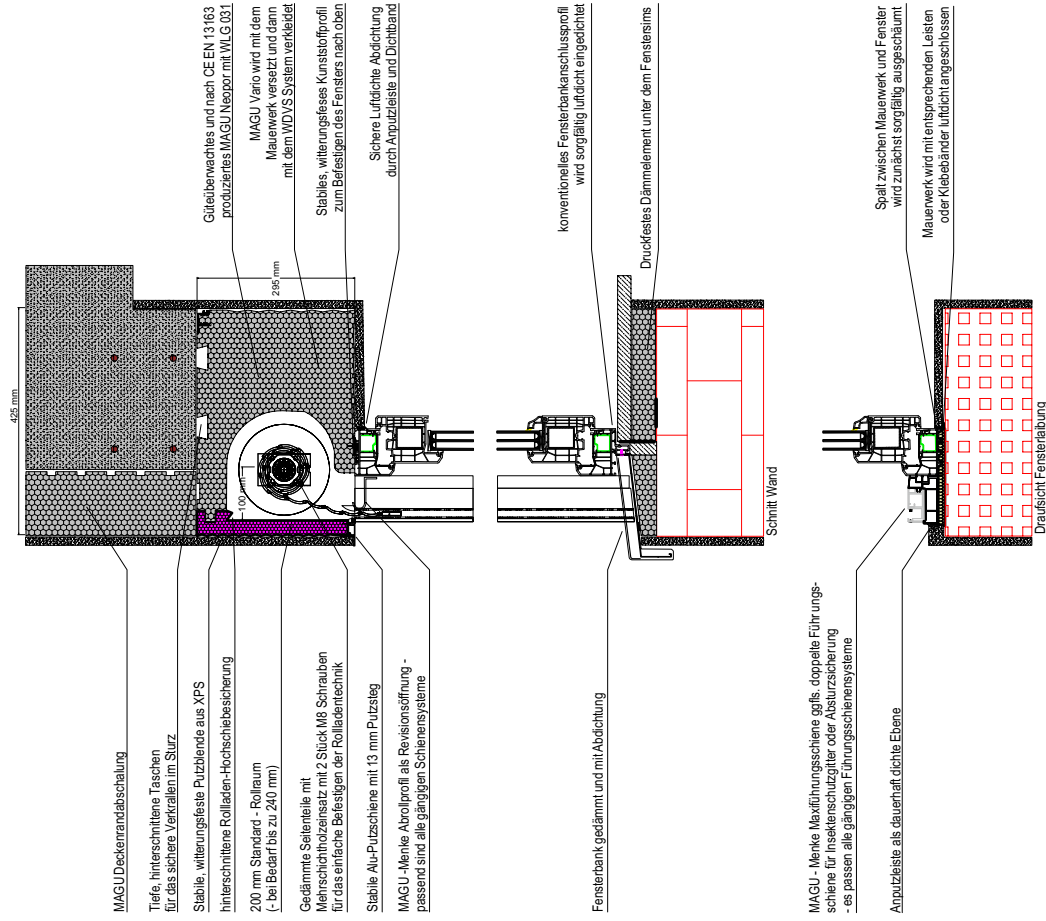 Güteüberwachtes und nach CE EN 13163
produziertes MAGU Neopor mit WLG 031
MAGU Vario wird mit dem
Mauerwerk versetzt und dann
mit dem WDVS System verkleidet
Stabiles, witterungsfeses Kunststoffprofil
zum Befestigen des Fensters nach oben
Sichere Luftdichte Abdichtung
durch Anputzleiste und Dichtband
konventionelles Fensterbankanschlussprofil
wird sorgfältig luftdicht eingedichtet
Druckfestes Dämmelement unter dem Fenstersims
Spalt zwischen Mauerwerk und Fenster
wird zunächst sorgfältig ausgeschäumt
Mauerwerk wird mit entsprechenden Leisten
oder Klebebänder luftdicht angeschlossen
425 mm
295 mm
100 mm
Schnitt Wand
Draufsicht Fensterlaibung
MAGU Deckenrandabschalung
Tiefe, hinterschnittene Taschen
für das sichere Verkrallen im Sturz
Stabile, witterungsfeste Putzblende aus XPS
hinterschnittene Rollladen-Hochschiebesicherung
200 mm Standard - Rollraum
(- bei Bedarf bis zu 240 mm)
Gedämmte Seitenteile mit
Mehrschichtholzeinsatz mit 2 Stück M8 Schrauben
für das einfache Befestigen der Rolladentechnik
Stabile Alu-Putzschiene mit 13 mm Putzsteg
MAGU -Menke Abrollprofil als Revisionsöffnung -
passend sind alle gängigen Schienensysteme
Fensterbank gedämmt und mit Abdichtung
MAGU - Menke Maxiführungsschiene ggfls. doppelte Führungs-
schiene für Insektenschutzgitter oder Absturzsicherung
- es passen alle gängigen Führungsschienensysteme
Anputzleiste als dauerhaft dichte Ebene